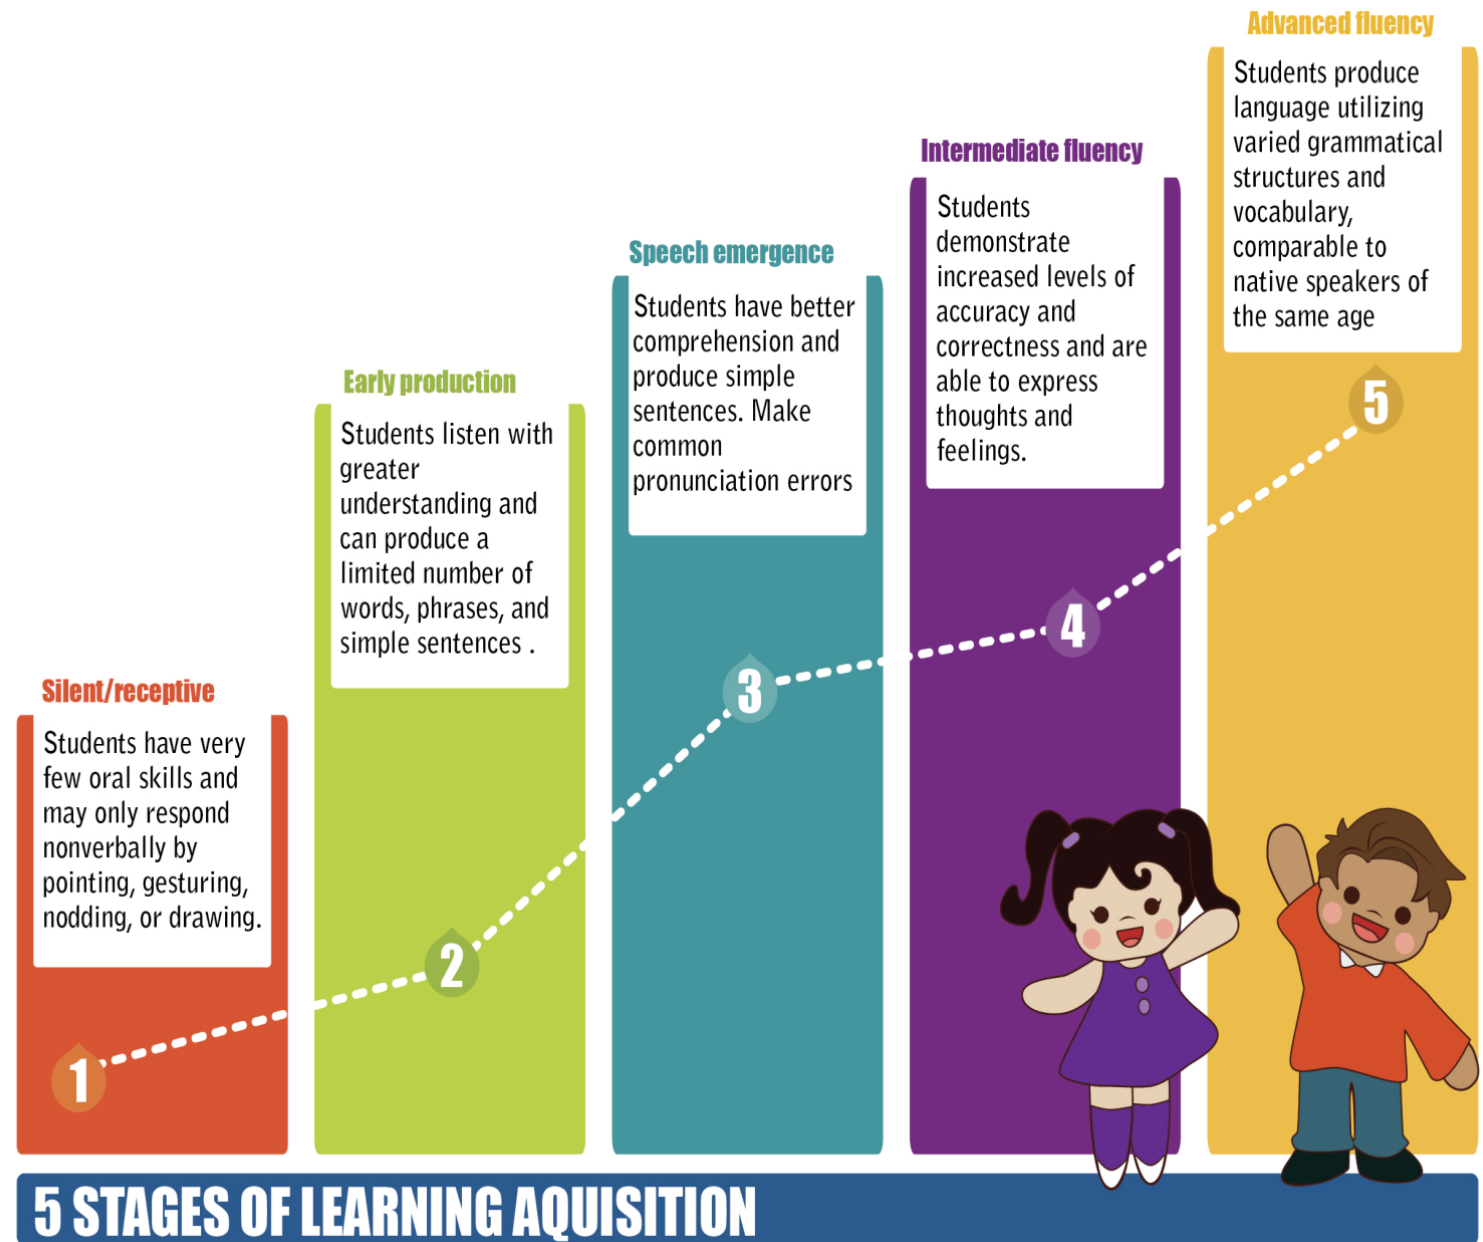 Silent/receptive
Students have very
few oral skills and
may only respond
nonverbally by
pointing, gesturing,
nodding, or drawing.
1
Early production
Students listen with
greater
understanding and
can produce a
limited number of
words, phrases, and
simple sentences .
2
Speech emergence
Students have better
comprehension and
produce simple
sentences. Make
common
pronunciation errors
3
Intermediate fluency
Students
demonstrate
increased levels of
accuracy and
correctness and are
able to express
thoughts and
feelings.
4
Advanced fluency
Students produce
language utilizing
varied grammatical
structures and
vocabulary,
comparable to
native speakers of
the same age
5
5 STAGES OF LEARNING AQUISITION